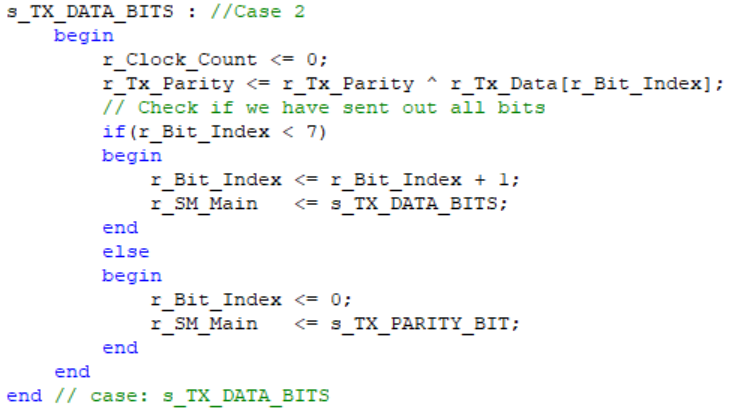 s_TX_DATA_BITS : //Case 2
begin
r_Clock_Count <= 0;
r_Tx_Parity <= r_Tx_Parity ^ r_Tx_Data[r_Bit_Index];
// Check if we have sent out all bits
if(r_Bit_Index < 7)
begin
r_Bit_Index <= r_Bit_Index + 1;
r_SM_Main   <= s_TX_DATA_BITS;
end
else
begin
r_Bit_Index <= 0;
r_SM_Main   <= s_TX_PARITY_BIT;
end
end
end // case: s_TX_DATA_BITS